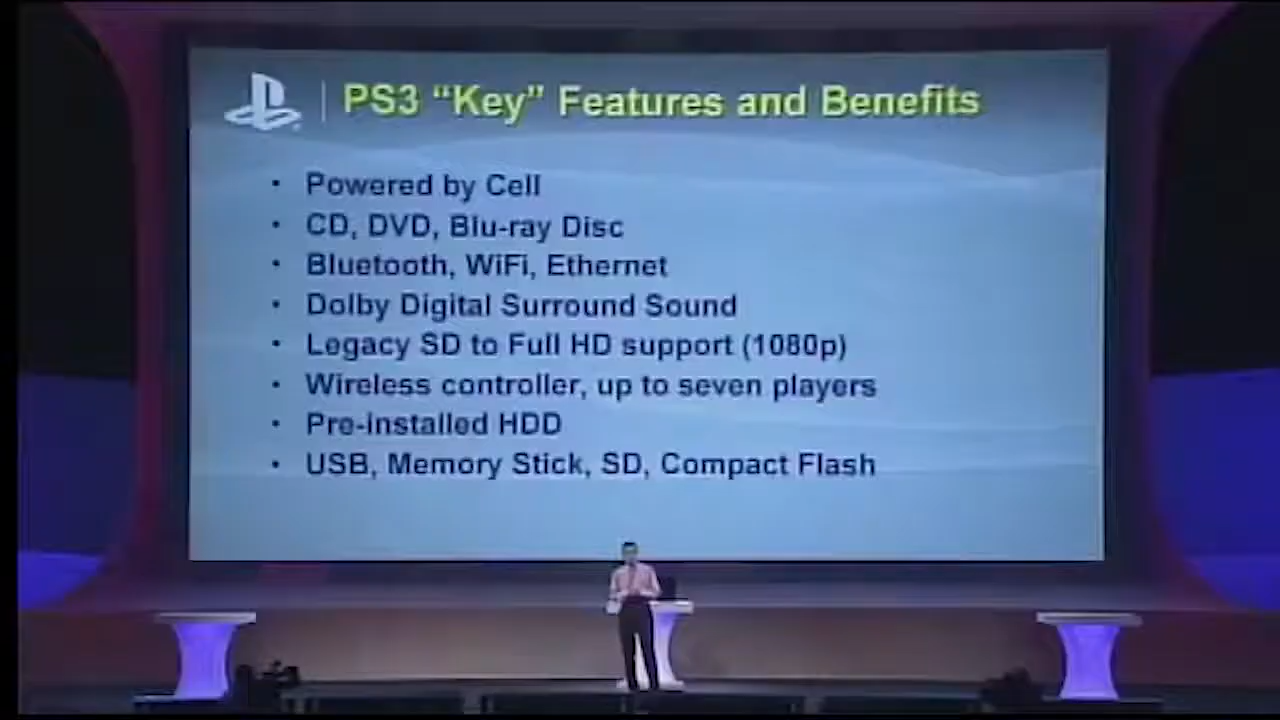 PS3 “Key” Features and Benefits
• Powered by Cell
• CD, DVD, Blu-ray Disc
• Bluetooth, WiFi, Ethernet
• Dolby Digital Surround Sound
• Legacy SD to Full HD support (1080p)
• Wireless controller, up to seven players
• Pre-installed HDD
• USB, Memory Stick, SD, Compact Flash